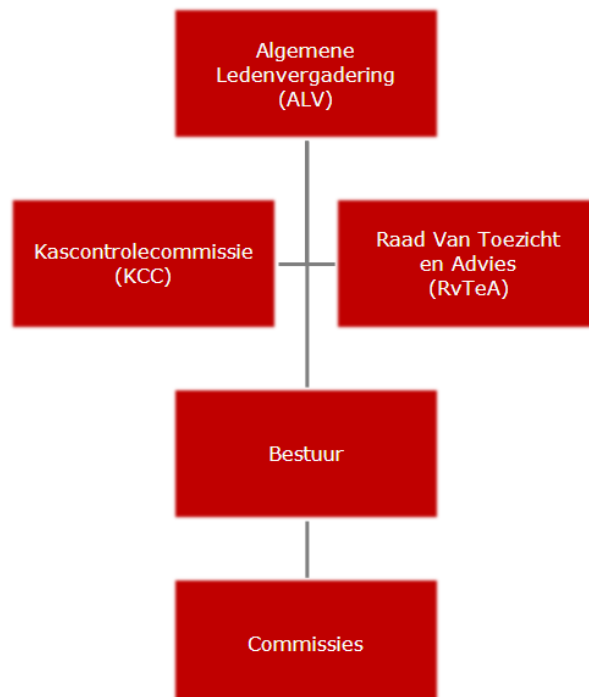 Algemene
Ledenvergadering
(ALV)
Kascontrolecommissie
(KCC)
Raad Van Toezicht
en Advies
(RvTeA)
Bestuur
Commissies